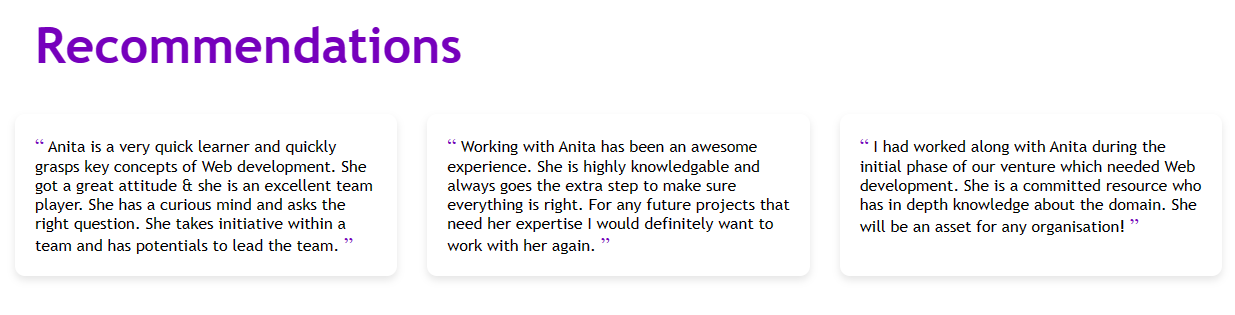 Recommendations
“ Anita is a very quick learner and quickly
grasps key concepts of Web development. She
got a great attitude & she is an excellent team
player. She has a curious mind and asks the
right question. She takes initiative within a
team and has potentials to lead the team. ”
“ Working with Anita has been an awesome
experience. She is highly knowledgable and
always goes the extra step to make sure
everything is right. For any future projects that
need her expertise I would definitely want to
work with her again. ”
“ I had worked along with Anita during the
initial phase of our venture which needed Web
development. She is a committed resource who
has in depth knowledge about the domain. She
will be an asset for any organisation! ”